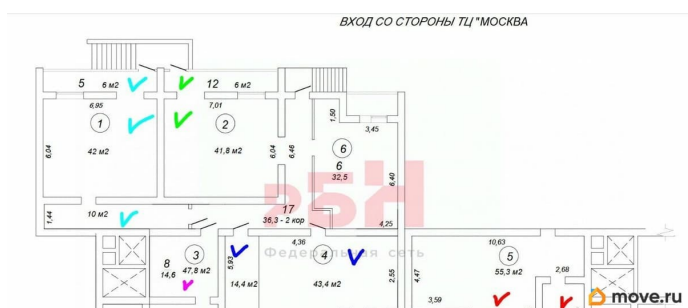 ВХОД СО СТОРОНЫ ТЦ "МОСКВА
5 6 м2
12 6 м2
6,95
7,01
1,50
3,45
1
2
6
6,04
42 м2
41,8 м2
6,04
6,46
6
32,5
6,40
1,44
10 м2
17
36,3 - 2 кор
4,25
РБН
Федеральная сеть
4,36
10,63
8
3
14,6
47,8 м2
5,93
4
5
14,4 м2
43,4 м2
2,55
4,47
55,3 м2
2,68
3,59
move.ru